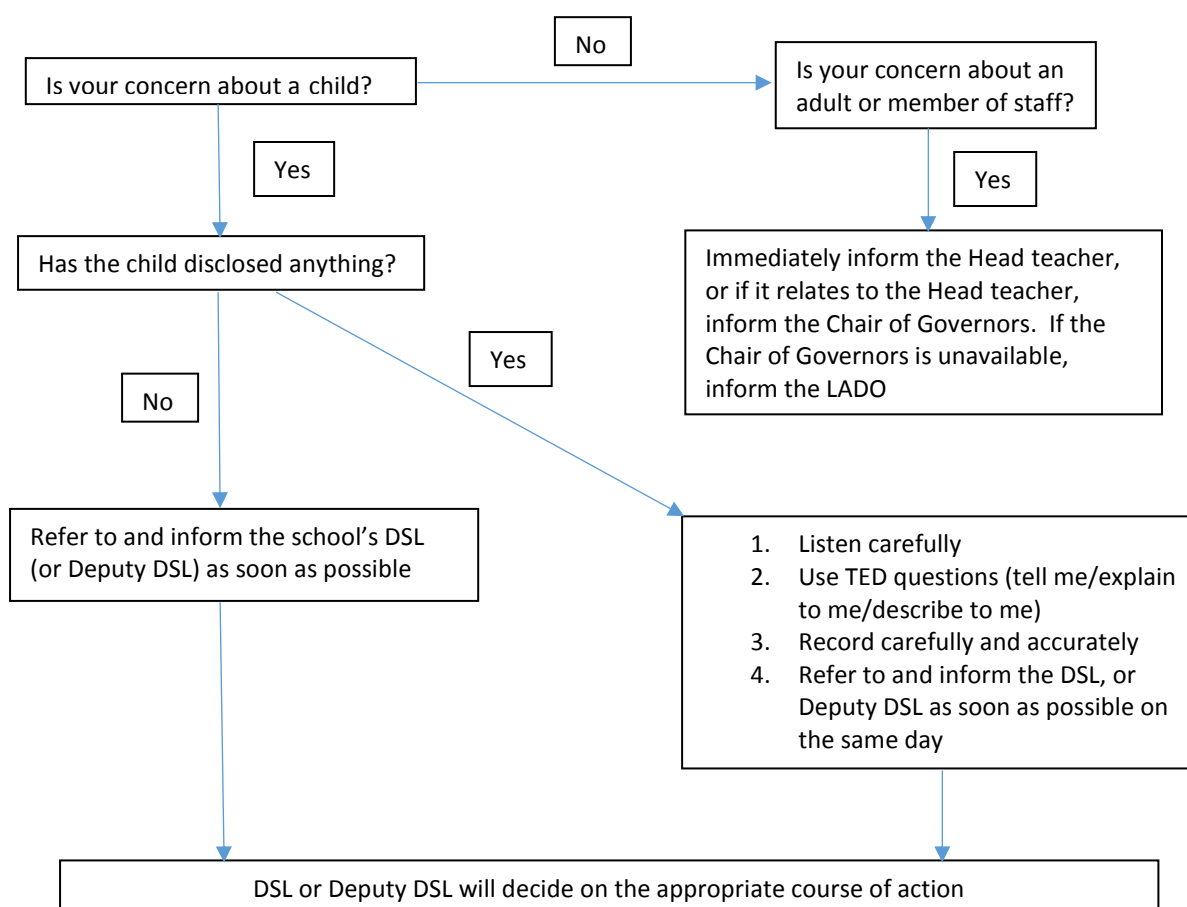 No
Is your concern about a child?
Is your concern about an
adult or member of staff?
Yes
Yes
Has the child disclosed anything?
Immediately inform the Head teacher,
or if it relates to the Head teacher,
inform the Chair of Governors.  If the
Chair of Governors is unavailable,
inform the LADO
Yes
No
Refer to and inform the school’s DSL
(or Deputy DSL) as soon as possible
1. Listen carefully
2. Use TED questions (tell me/explain
to me/describe to me)
3. Record carefully and accurately
4. Refer to and inform the DSL, or
Deputy DSL as soon as possible on
the same day
DSL or Deputy DSL will decide on the appropriate course of action